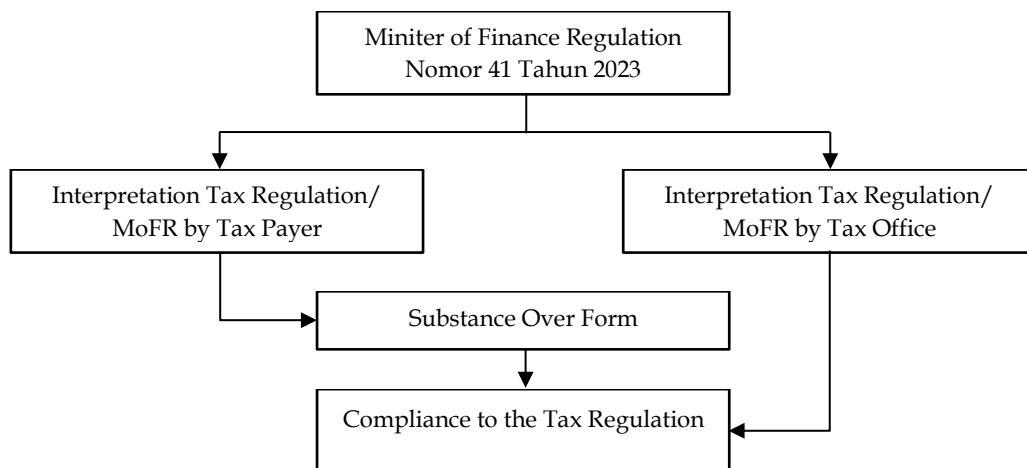 Miniter of Finance Regulation
Nomor 41 Tahun 2023
Interpretation Tax Regulation/
MoFR by Tax Payer
Interpretation Tax Regulation/
MoFR by Tax Office
Substance Over Form
Compliance to the Tax Regulation